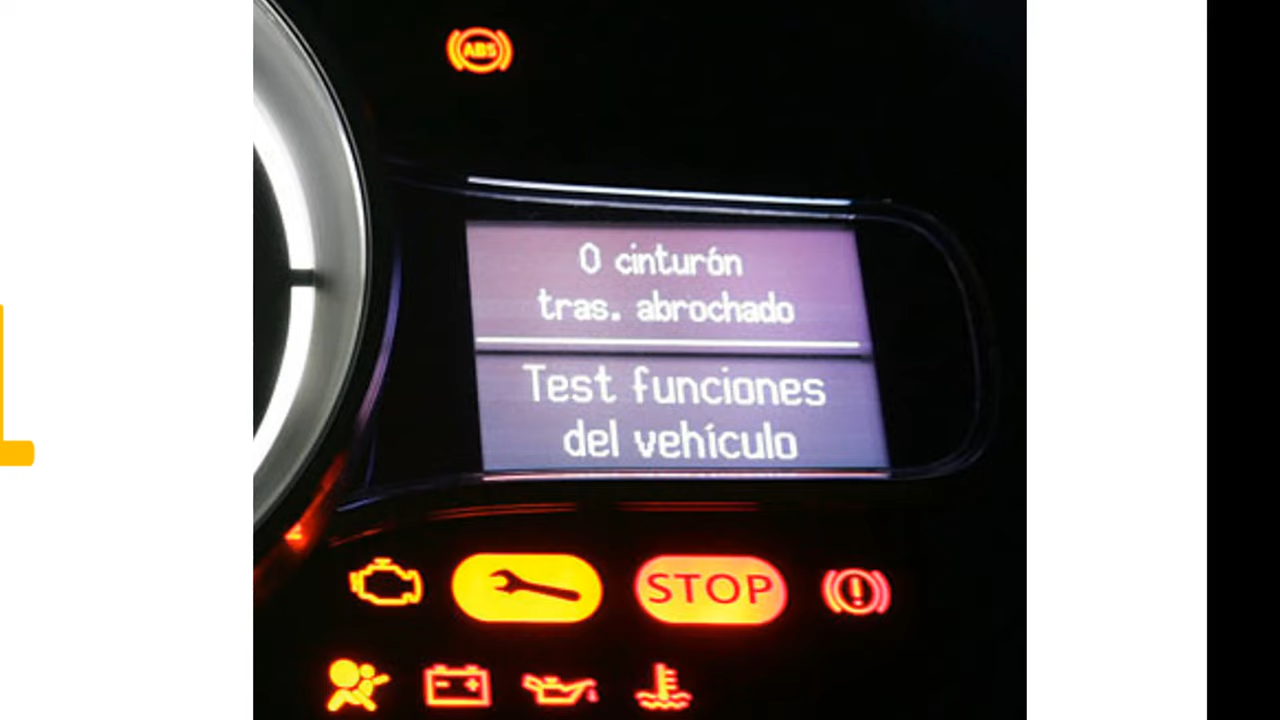 ABS
0 cinturón
tras. abrochado
Test funciones
del vehículo
STOP